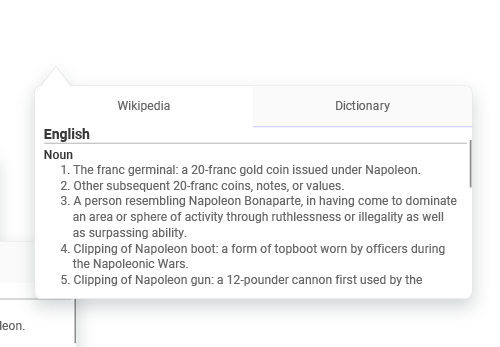 Wikipedia
Dictionary
English
Noun
1. The franc germinal: a 20-franc gold coin issued under Napoleon.
2. Other subsequent 20-franc coins, notes, or values.
3. A person resembling Napoleon Bonaparte, in having come to dominate
an area or sphere of activity through ruthlessness or illegality as well
as surpassing ability.
4. Clipping of Napoleon boot: a form of topboot worn by officers during
the Napoleonic Wars.
5. Clipping of Napoleon gun: a 12-pounder cannon first used by the
leon.